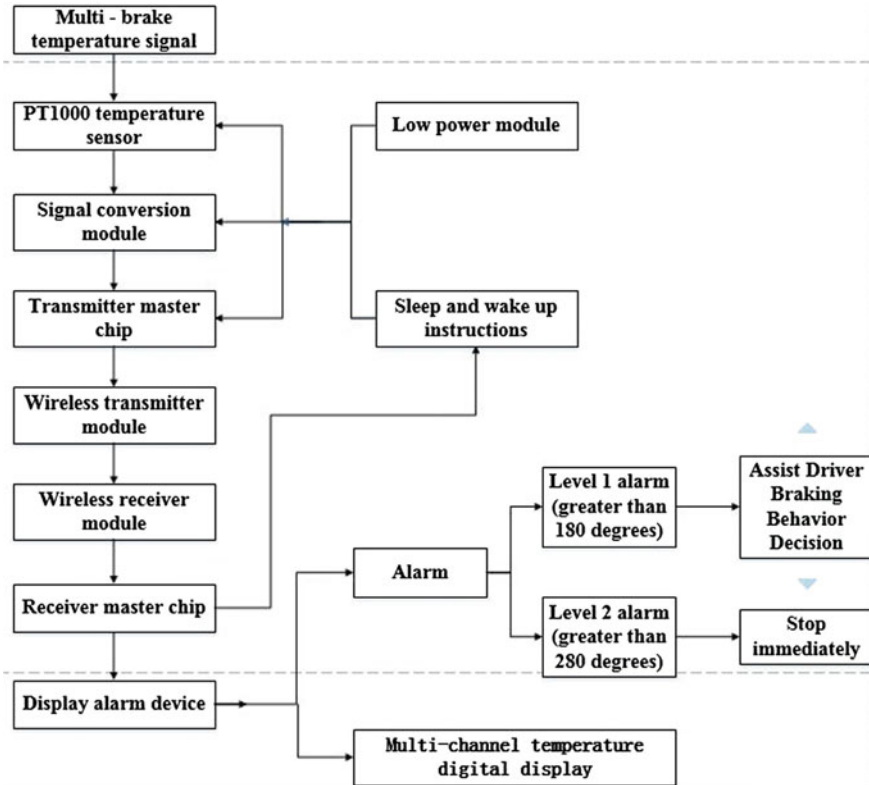 Multi - brake
temperature signal
PT1000 temperature
sensor
Low power module
Signal conversion
module
Transmitter master
chip
Sleep and wake up
instructions
Wireless transmitter
module
Wireless receiver
module
Level 1 alarm
(greater than
180 degrees)
Assist Driver
Braking
Behavior
Decision
Alarm
Receiver master chip
Level 2 alarm
(greater than
280 degrees)
Stop
immediately
Display alarm device
Multi-channel temperature
digital display